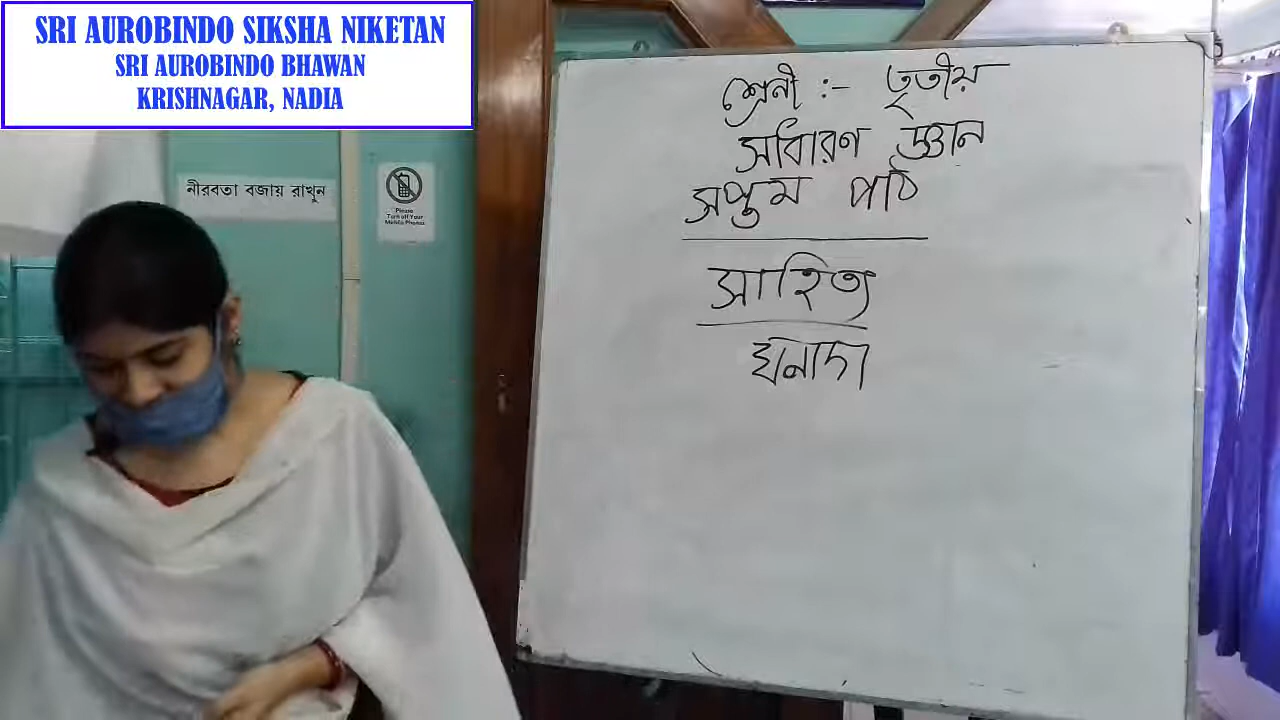 SRI AUROBINDO SIKSHA NIKETAN
SRI AUROBINDO BHAWAN
KRISHNAGAR, NADIA
নীরবতা বজায় রাখুন
Please
Turn off Your
Mobile Phones
শ্রেনী :- তৃতীয়
সাধারণ জ্ঞান
সপ্তম পাঠ
সাহিত্য
ঘনাদা